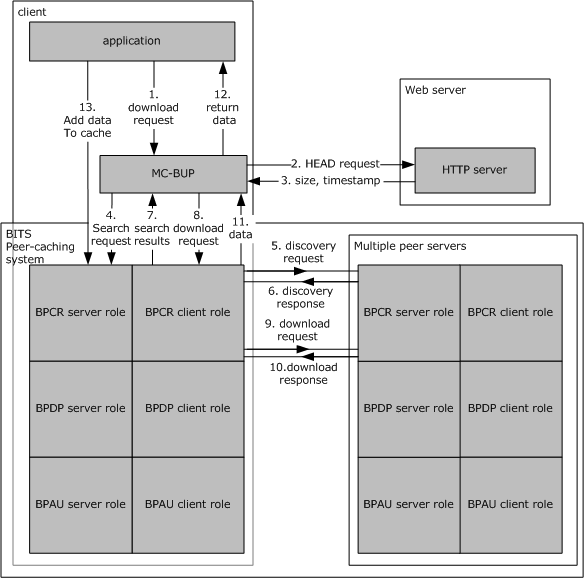 client
application
13.
Add data
To cache
1.
download
request
12.
return
data
Web server
MC-BUP
2. HEAD request
3. size, timestamp
HTTP server
BITS
Peer-caching
system
4.
Search
request
7.
search
results
8.
download
request
11.
data
5. discovery
request
6. discovery
response
9. download
request
10.download
response
Multiple peer servers
BPCR server role
BPCR client role
BPCR server role
BPCR client role
BPDP server role
BPDP client role
BPDP server role
BPDP client role
BPAU server role
BPAU client role
BPAU server role
BPAU client role